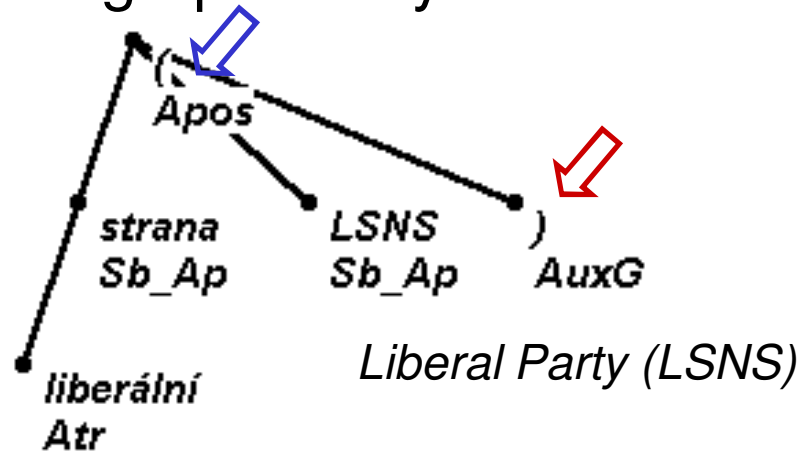 (
Apos
strana
Sb_Ap
LSNS
Sb_Ap
)
AuxG
liberální
Atr
Liberal Party (LSNS)